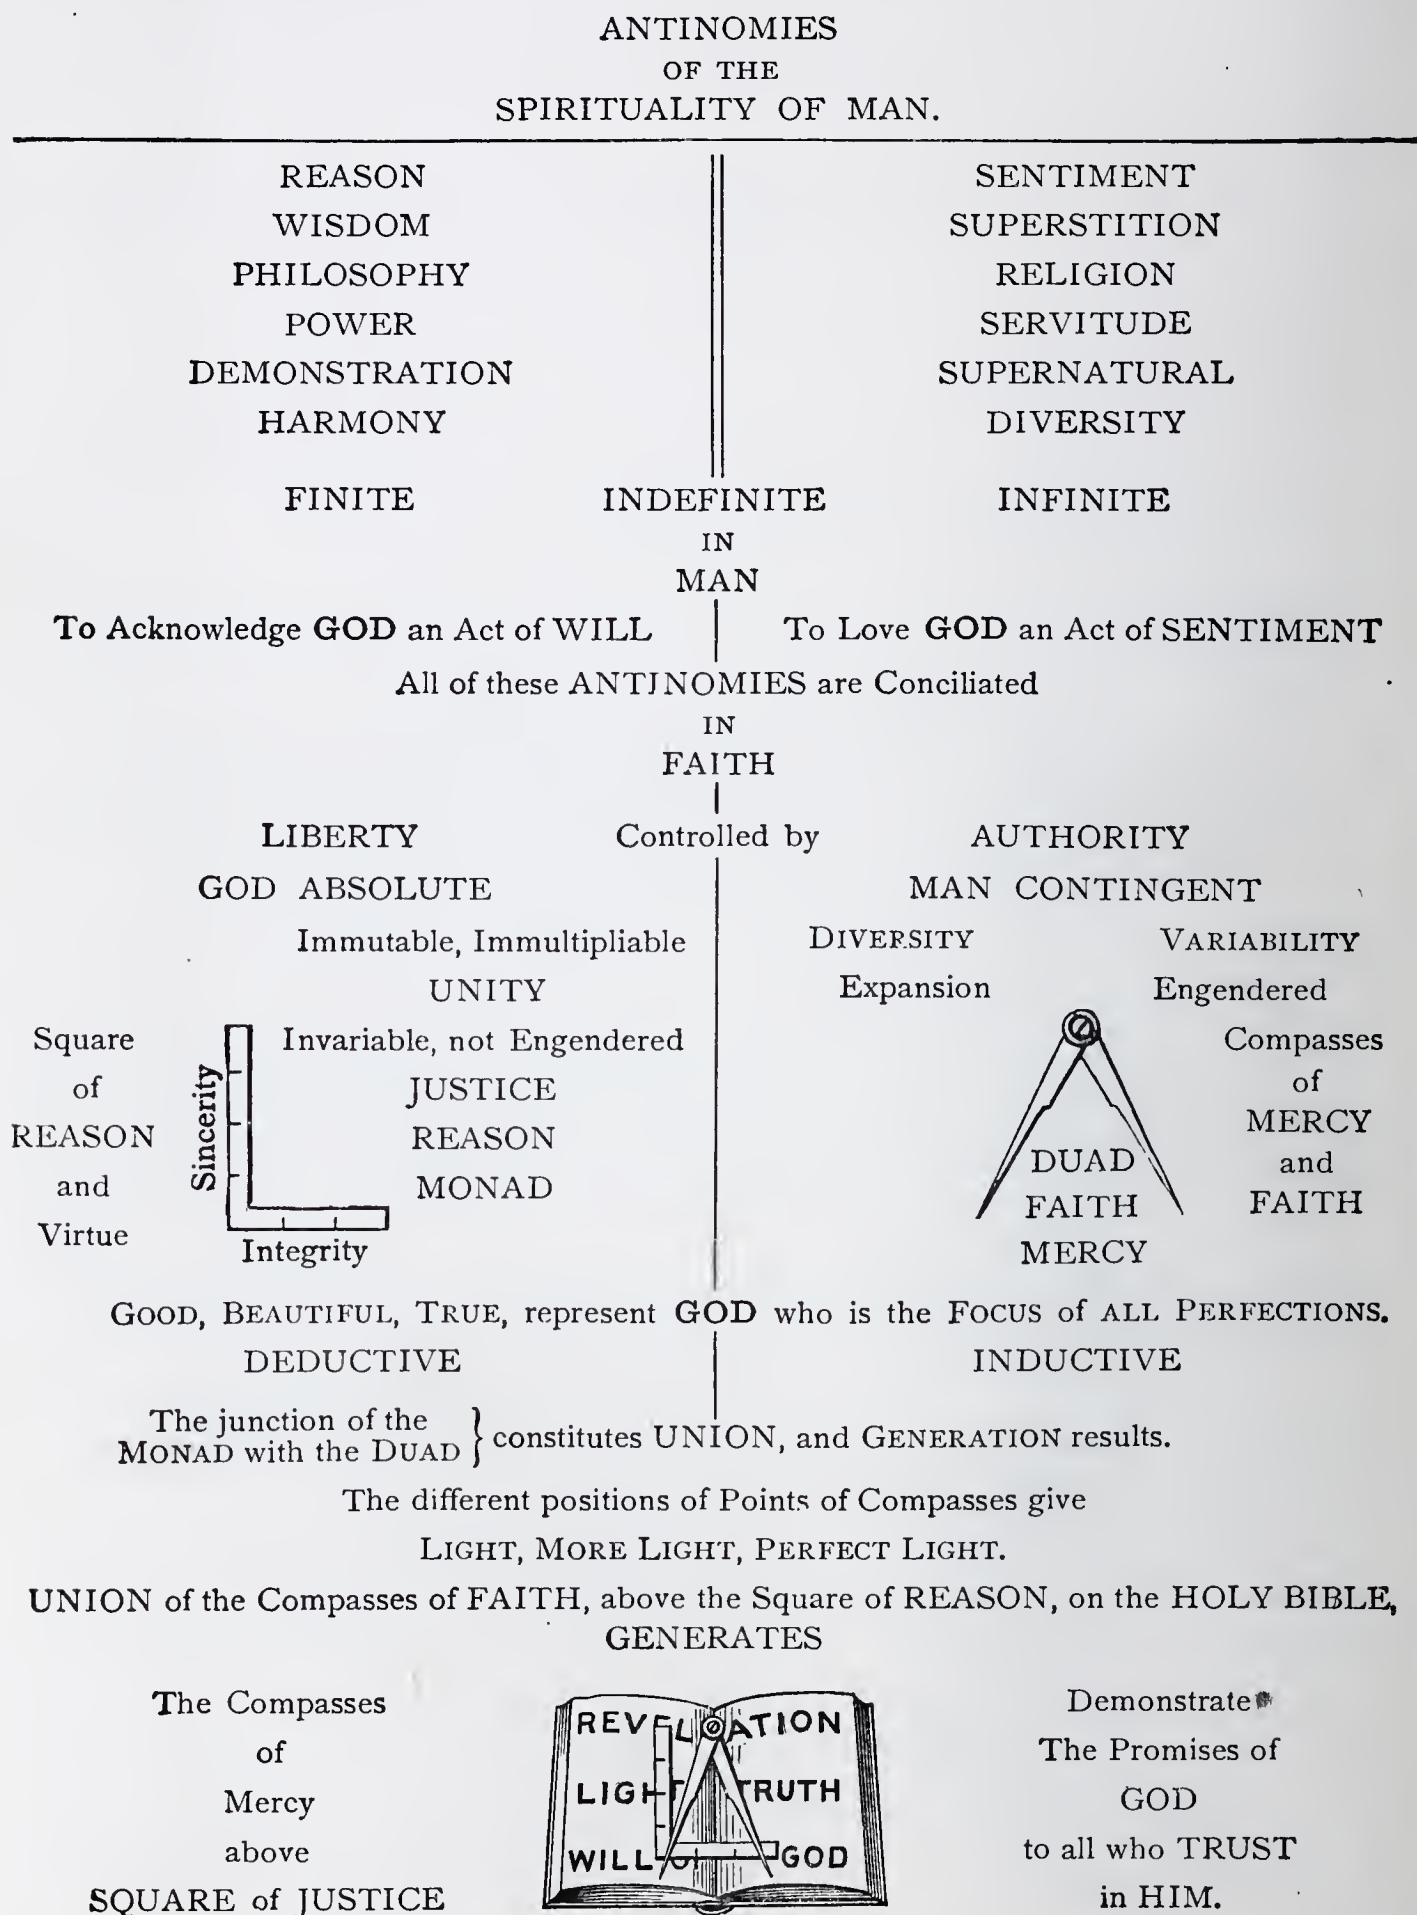 ANTINOMIES
OF THE
SPIRITUALITY OF MAN.
REASON SENTIMENT
WISDOM SUPERSTITION
PHILOSOPHY RELIGION
POWER SERVITUDE
DEMONSTRATION SUPERNATURAL
HARMONY DIVERSITY
FINITE INDEFINITE INFINITE
IN
MAN
To Acknowledge GOD an Act of WILL To Love GOD an Act of SENTIMENT
All of these ANTINOMIES are Conciliated
IN
FAITH
LIBERTY Controlled by AUTHORITY
GOD ABSOLUTE MAN CONTINGENT
Immutable, Immultipliable DIVERSITY VARIABILITY
UNITY Expansion Engendered
Square Invariable, not Engendered Compasses
of JUSTICE of
REASON REASON MERCY
and MONAD and
Virtue FAITH
Sincerity
Integrity
DUAD
FAITH
MERCY
GOOD, BEAUTIFUL, TRUE, represent GOD who is the FOCUS of ALL PERFECTIONS.
DEDUCTIVE INDUCTIVE
The junction of the
MONAD with the DUAD } constitutes UNION, and GENERATION results.
The different positions of Points of Compasses give
LIGHT, MORE LIGHT, PERFECT LIGHT.
UNION of the Compasses of FAITH, above the Square of REASON, on the HOLY BIBLE,
GENERATES
The Compasses
of
Mercy
above
SQUARE of JUSTICE
REVELATION
LIGHT TRUTH
WILL OF GOD
Demonstrate
The Promises of
GOD
to all who TRUST
in HIM.